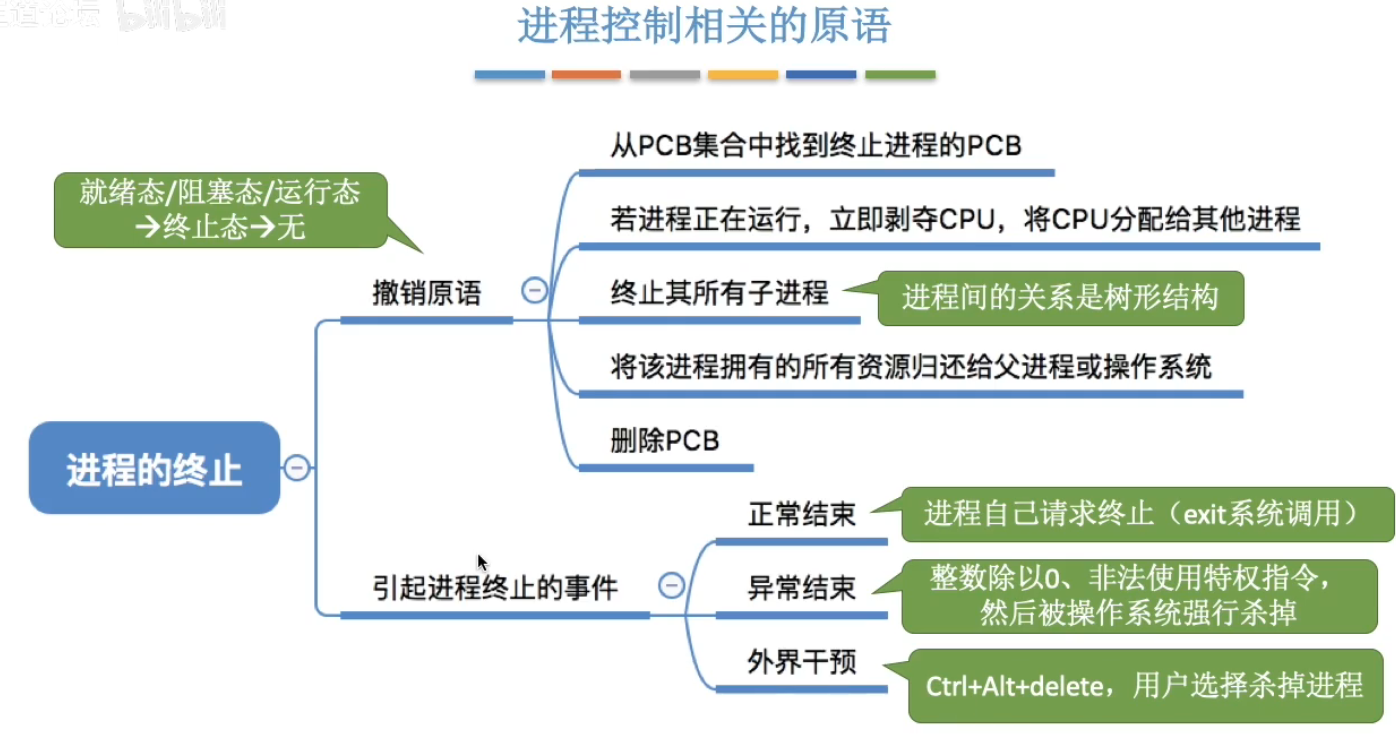 进程控制相关的原语
从PCB集合中找到终止进程的PCB
就绪态/阻塞态/运行态
→终止态→无
若进程正在运行，立即剥夺CPU，将CPU分配给其他进程
撤销原语
终止其所有子进程
进程间的关系是树形结构
将该进程拥有的所有资源归还给父进程或操作系统
删除PCB
进程的终止
正常结束
进程自己请求终止（exit系统调用）
引起进程终止的事件
异常结束
整数除以0、非法使用特权指令，
然后被操作系统强行杀掉
外界干预
Ctrl+Alt+delete，用户选择杀掉进程